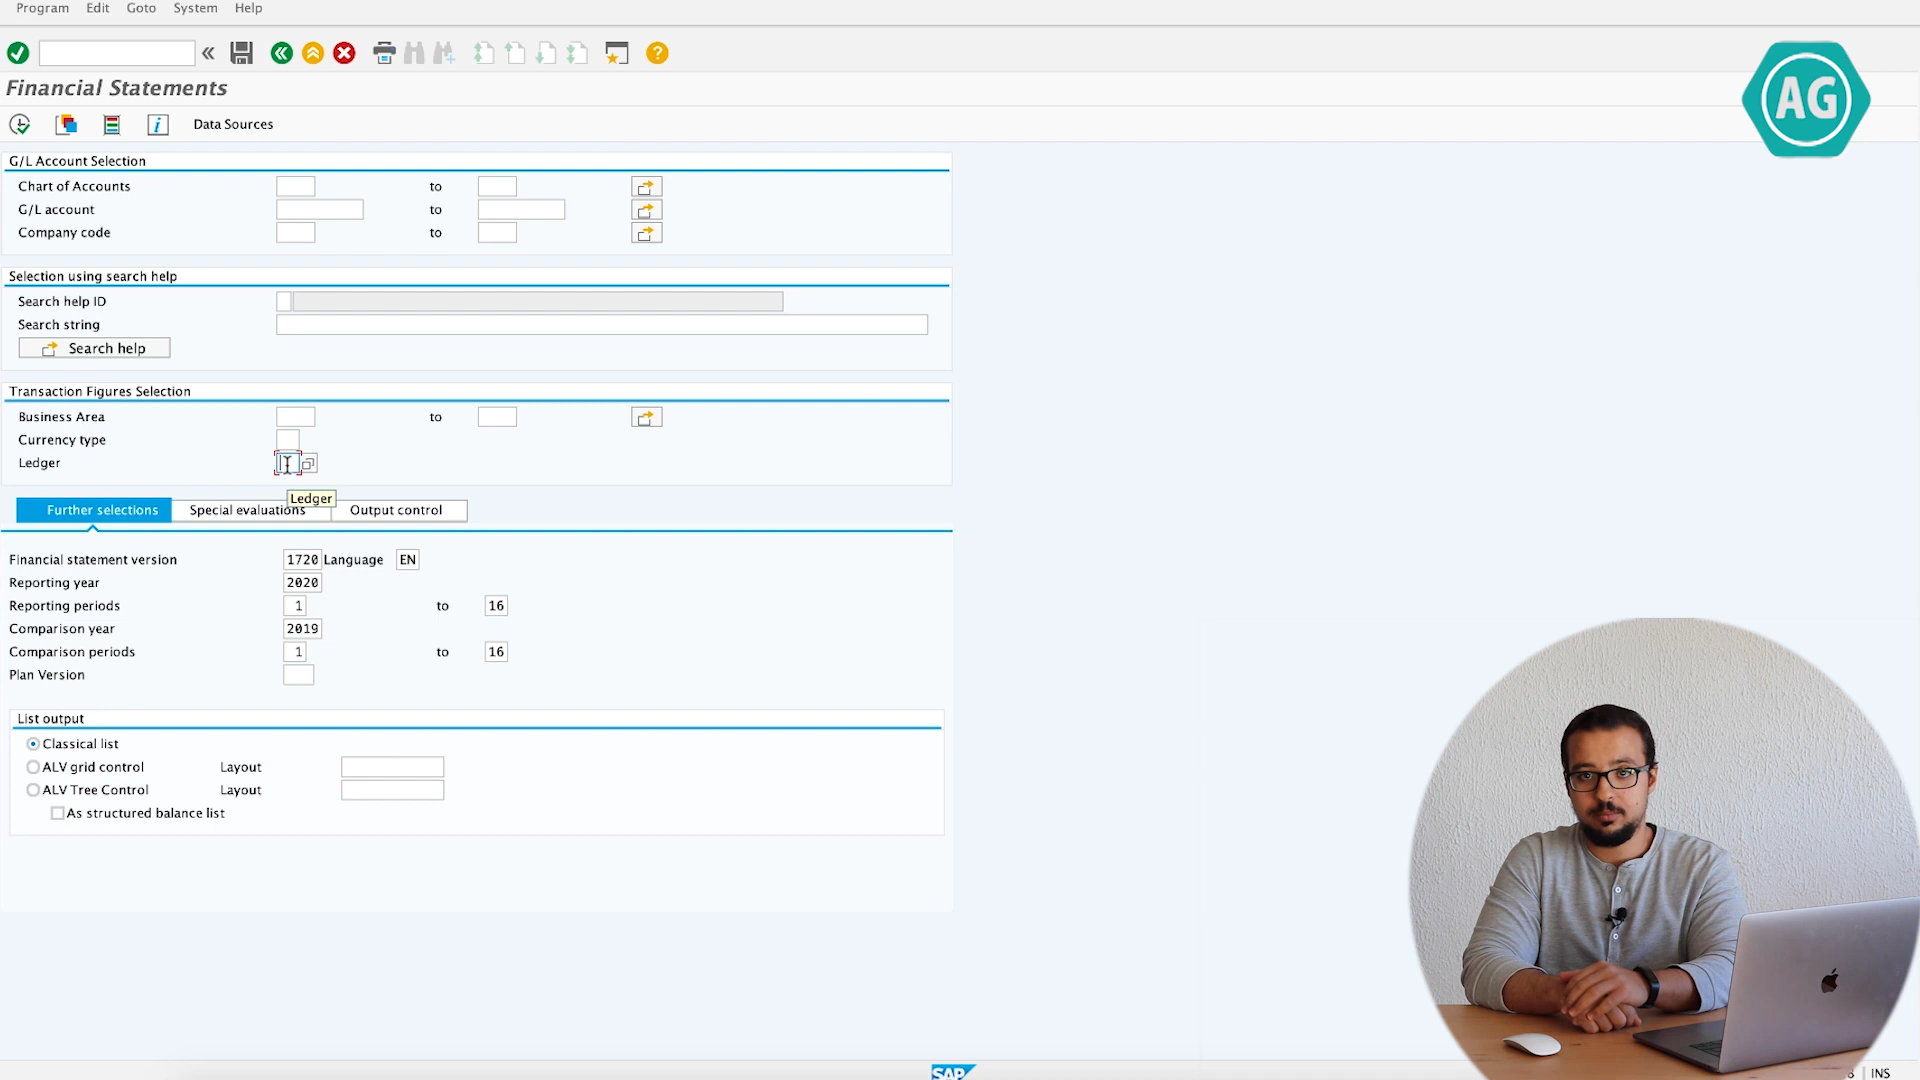 Program Edit Goto System Help
Financial Statements
Data Sources
AG
G/L Account Selection
Chart of Accounts to
G/L account to
Company code to
Selection using search help
Search help ID
Search string
Search help
Transaction Figures Selection
Business Area to
Currency type
Ledger
Ledger
Further selections Special evaluations Output control
Financial statement version 1720 Language EN
Reporting year 2020
Reporting periods 1 to 16
Comparison year 2019
Comparison periods 1 to 16
Plan Version
List output
Classical list
ALV grid control Layout
ALV Tree Control Layout
As structured balance list
SAP
INS